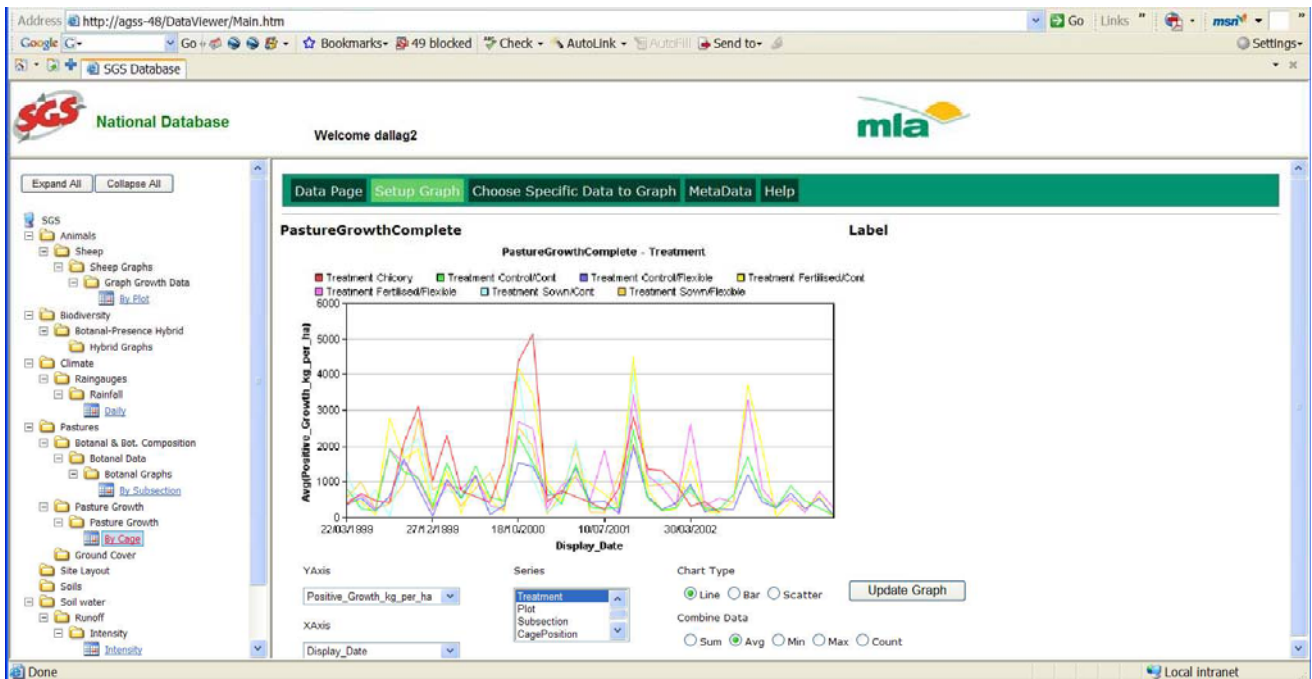 Address http://agss-48/DataViewer/Main.htm Go Links " msn "
Google G Go Bookmarks 49 blocked Check AutoLink AutoFill Send to Settings
SGS Database
SGS National Database
Welcome dallag2
mla
Expand All Collapse All
SGS
Animals
Sheep
Sheep Graphs
Graph Growth Data
By Plot
Biodiversity
Botanal-Presence Hybrid
Hybrid Graphs
Climate
Raingauges
Rainfall
Daily
Pastures
Botanal & Bot. Composition
Botanal Data
Botanal Graphs
By Subsection
Pasture Growth
Pasture Growth
By Cage
Ground Cover
Site Layout
Soils
Soil water
Runoff
Intensity
Intensity
Data Page Setup Graph Choose Specific Data to Graph MetaData Help
PastureGrowthComplete Label
PastureGrowthComplete - Treatment
Treatment Chicory Treatment Control/Cont Treatment Control/Flexible Treatment Fertilised/Cont
Treatment Fertilised/Flexible Treatment Sown/Cont Treatment Sown/Flexible
6000
5000
4000
3000
2000
1000
0
Avg(Positive_Growth_kg_per_ha)
22/03/1999 27/12/1999 18/10/2000 10/07/2001 30/03/2002
Display_Date
YAxis Series Chart Type
Positive_Growth_kg_per_ha
Treatment
Plot
Subsection
CagePosition
Line Bar Scatter Update Graph
Combine Data
XAxis
Display_Date
Sum Avg Min Max Count
Done Local intranet